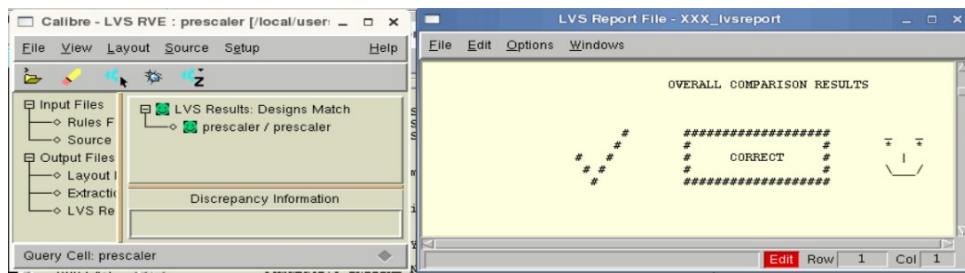 Calibre - LVS RVE : prescaler [/local/user:
File View Layout Source Setup Help
Input Files
Rules F
Source
Output Files
Layout
Extractic
LVS Re
LVS Results: Designs Match
prescaler / prescaler
Discrepancy Information
Query Cell: prescaler
LVS Report File - XXX_lvsreport
File Edit Options Windows
OVERALL COMPARISON RESULTS
CORRECT
Edit Row 1 Col 1